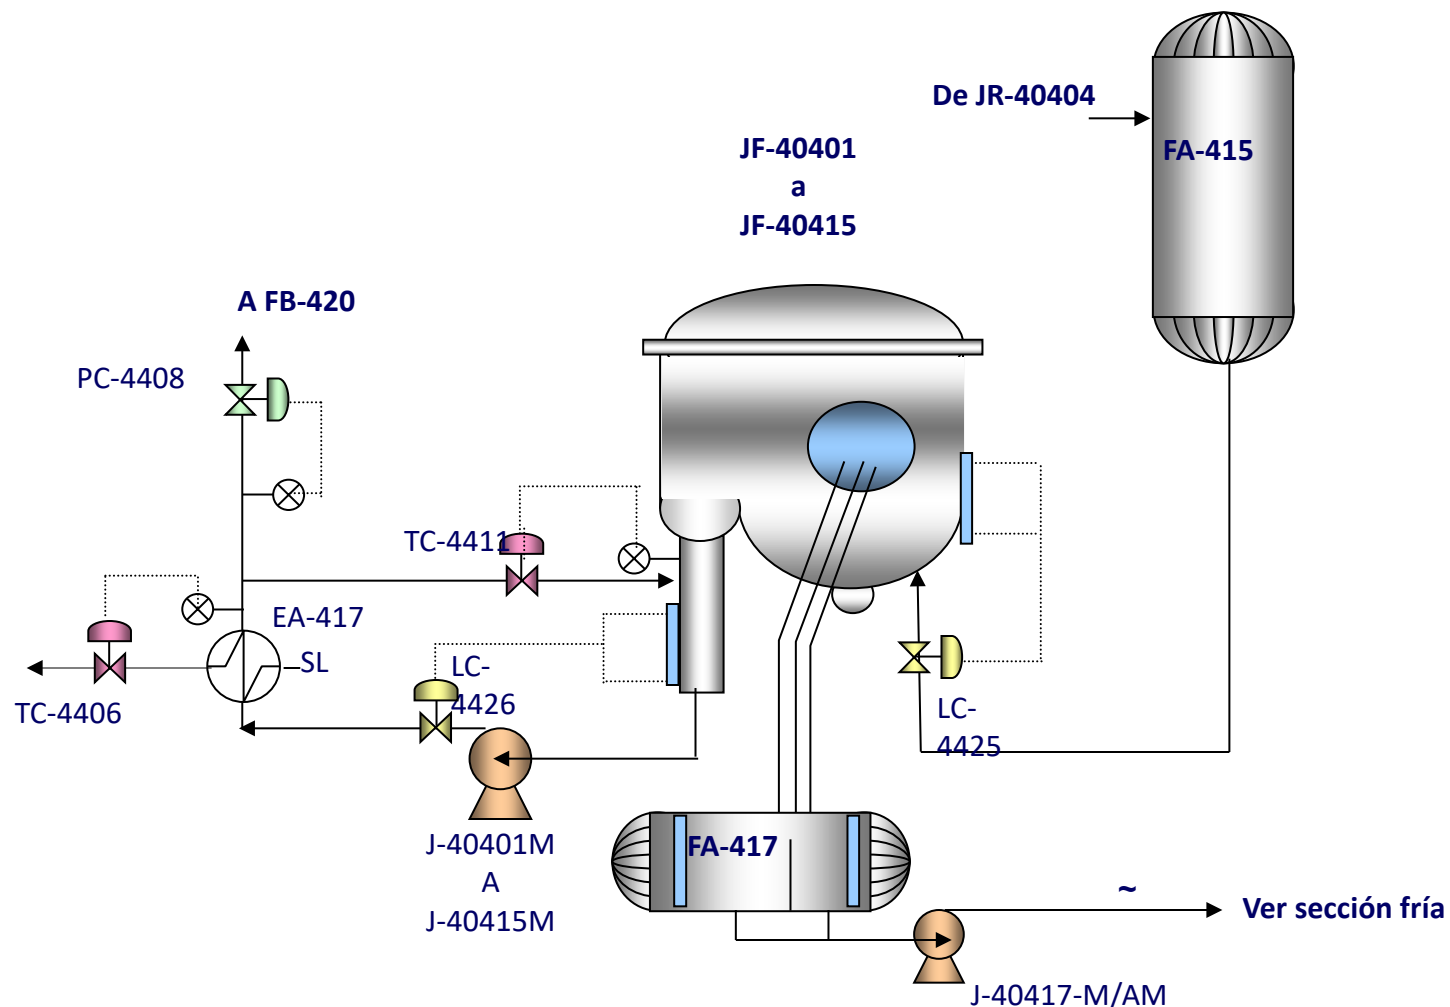 De JR-40404
FA-415
JF-40401
a
JF-40415
A FB-420
PC-4408
TC-4411
EA-417
SL
TC-4406
LC-
4426
LC-
4425
J-40401M
A
J-40415M
FA-417
~
Ver sección fría
J-40417-M/AM